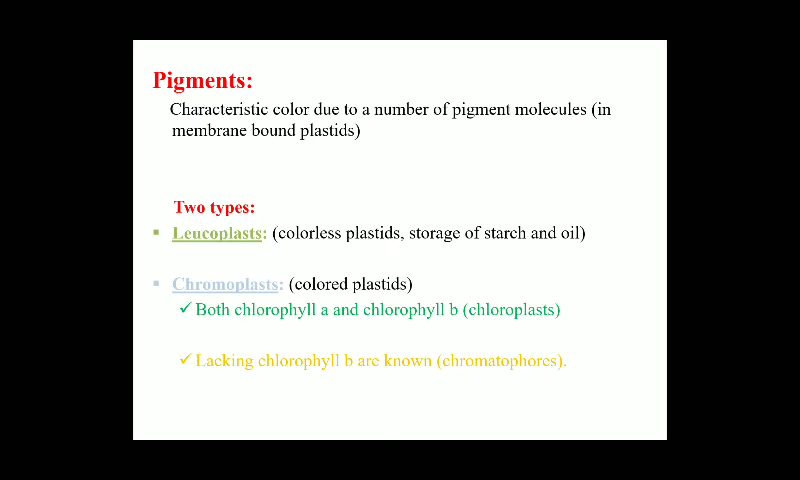 Pigments:
Characteristic color due to a number of pigment molecules (in
membrane bound plastids)
Two types:
▪ Leucoplasts: (colorless plastids, storage of starch and oil)
▪ Chromoplasts: (colored plastids)
✓ Both chlorophyll a and chlorophyll b (chloroplasts)
✓ Lacking chlorophyll b are known (chromatophores).